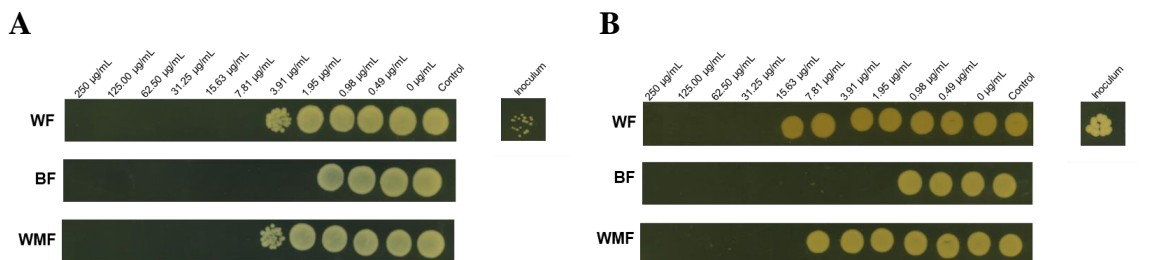 A
250 µg/mL 125.00 µg/mL 62.50 µg/mL 31.25 µg/mL 15.63 µg/mL 7.81 µg/mL 3.91 µg/mL 1.95 µg/mL 0.98 µg/mL 0.49 µg/mL 0 µg/mL Control Inoculum
WF
BF
WMF
B
250 µg/mL 125.00 µg/mL 62.50 µg/mL 31.25 µg/mL 15.63 µg/mL 7.81 µg/mL 3.91 µg/mL 1.95 µg/mL 0.98 µg/mL 0.49 µg/mL 0 µg/mL Control Inoculum
WF
BF
WMF